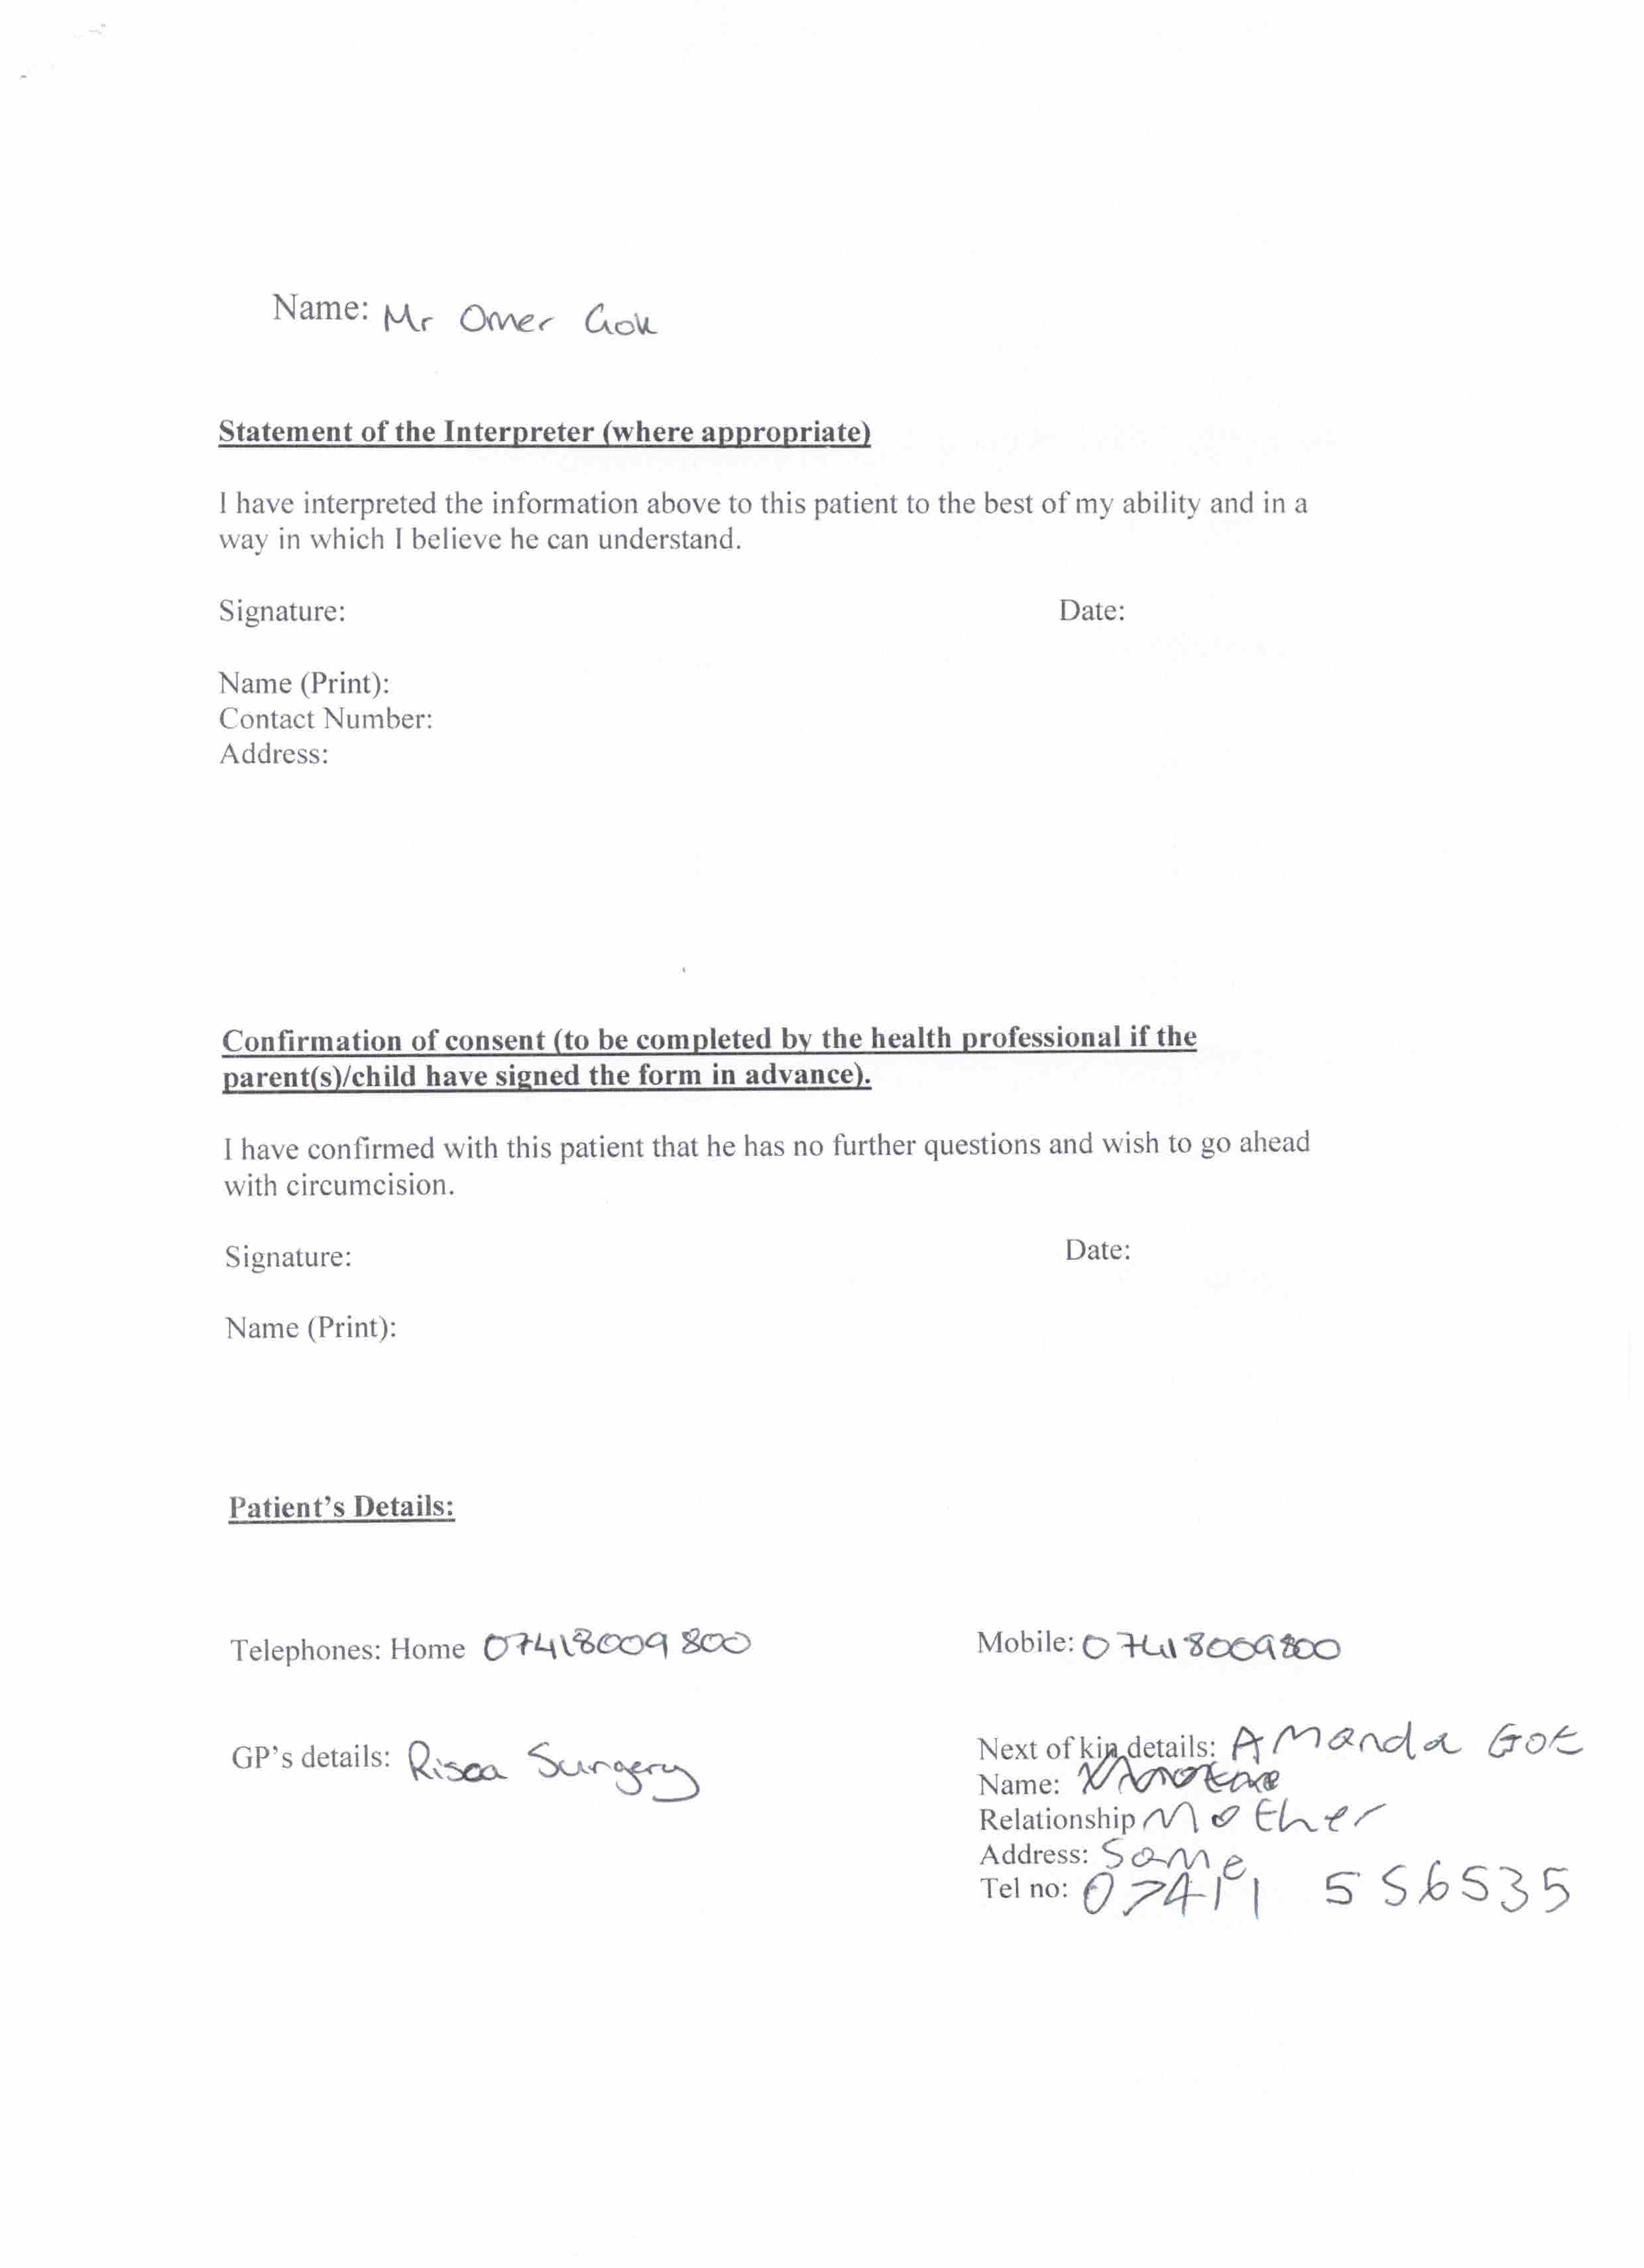 Name: Mr Omer Gok
Statement of the Interpreter (where appropriate)
I have interpreted the information above to this patient to the best of my ability and in a
way in which I believe he can understand.
Signature: Date:
Name (Print):
Contact Number:
Address:
Confirmation of consent (to be completed by the health professional if the
parent(s)/child have signed the form in advance).
I have confirmed with this patient that he has no further questions and wish to go ahead
with circumcision.
Signature: Date:
Name (Print):
Patient's Details:
Telephones: Home 07418009800 Mobile: 07418009800
GP's details: Risca Surgery
Next of kin details: Amanda Gok
Name:
Relationship Mother
Address: Same
Tel no: 07411 556535